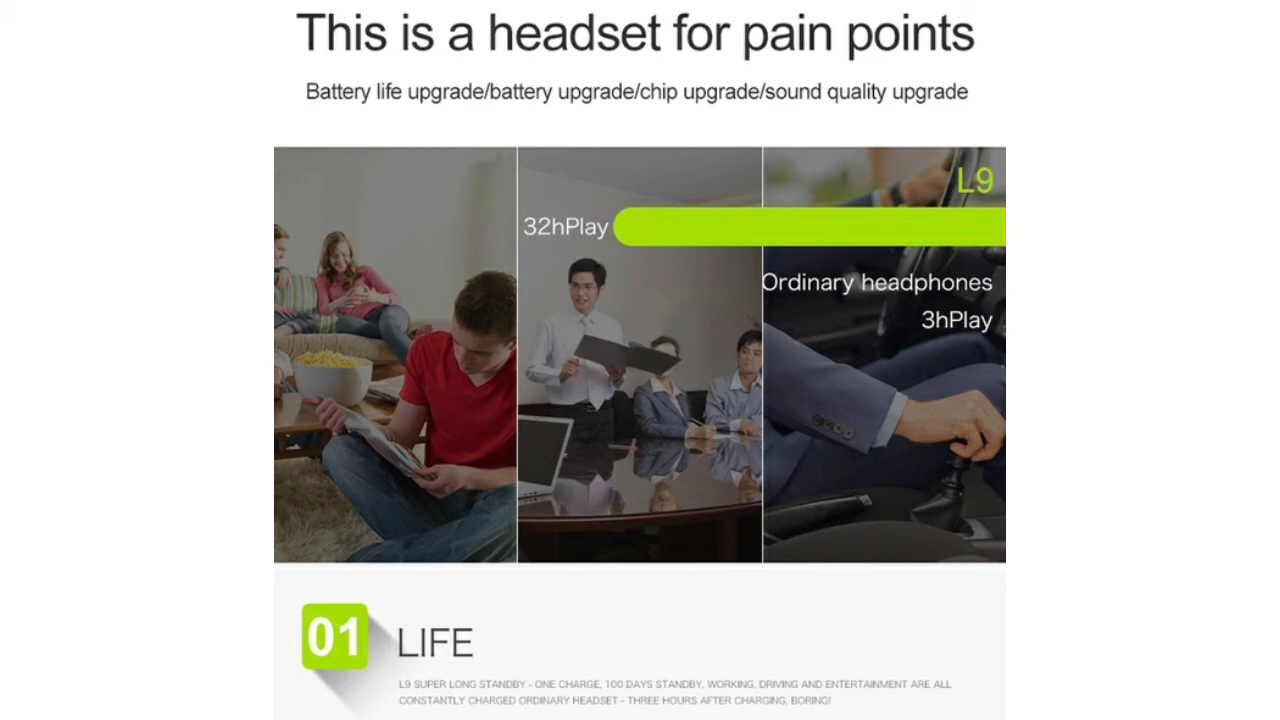 This is a headset for pain points
Battery life upgrade/battery upgrade/chip upgrade/sound quality upgrade
L9
32hPlay
Ordinary headphones
3hPlay
01
LIFE
L9 SUPER LONG STANDBY - ONE CHARGE, 100 DAYS STANDBY, WORKING, DRIVING AND ENTERTAINMENT ARE ALL
CONSTANTLY CHARGED ORDINARY HEADSET - THREE HOURS AFTER CHARGING, BORING!